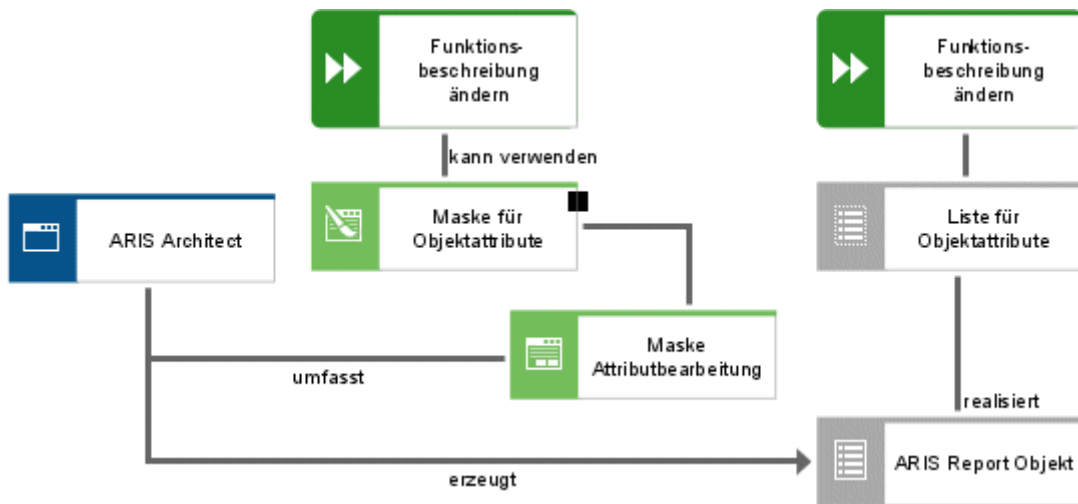 Funktions-
beschreibung
ändern
Funktions-
beschreibung
ändern
kann verwenden
ARIS Architect
Maske für
Objektattribute
Liste für
Objektattribute
Maske
Attributbearbeitung
umfasst
realisiert
ARIS Report Objekt
erzeugt